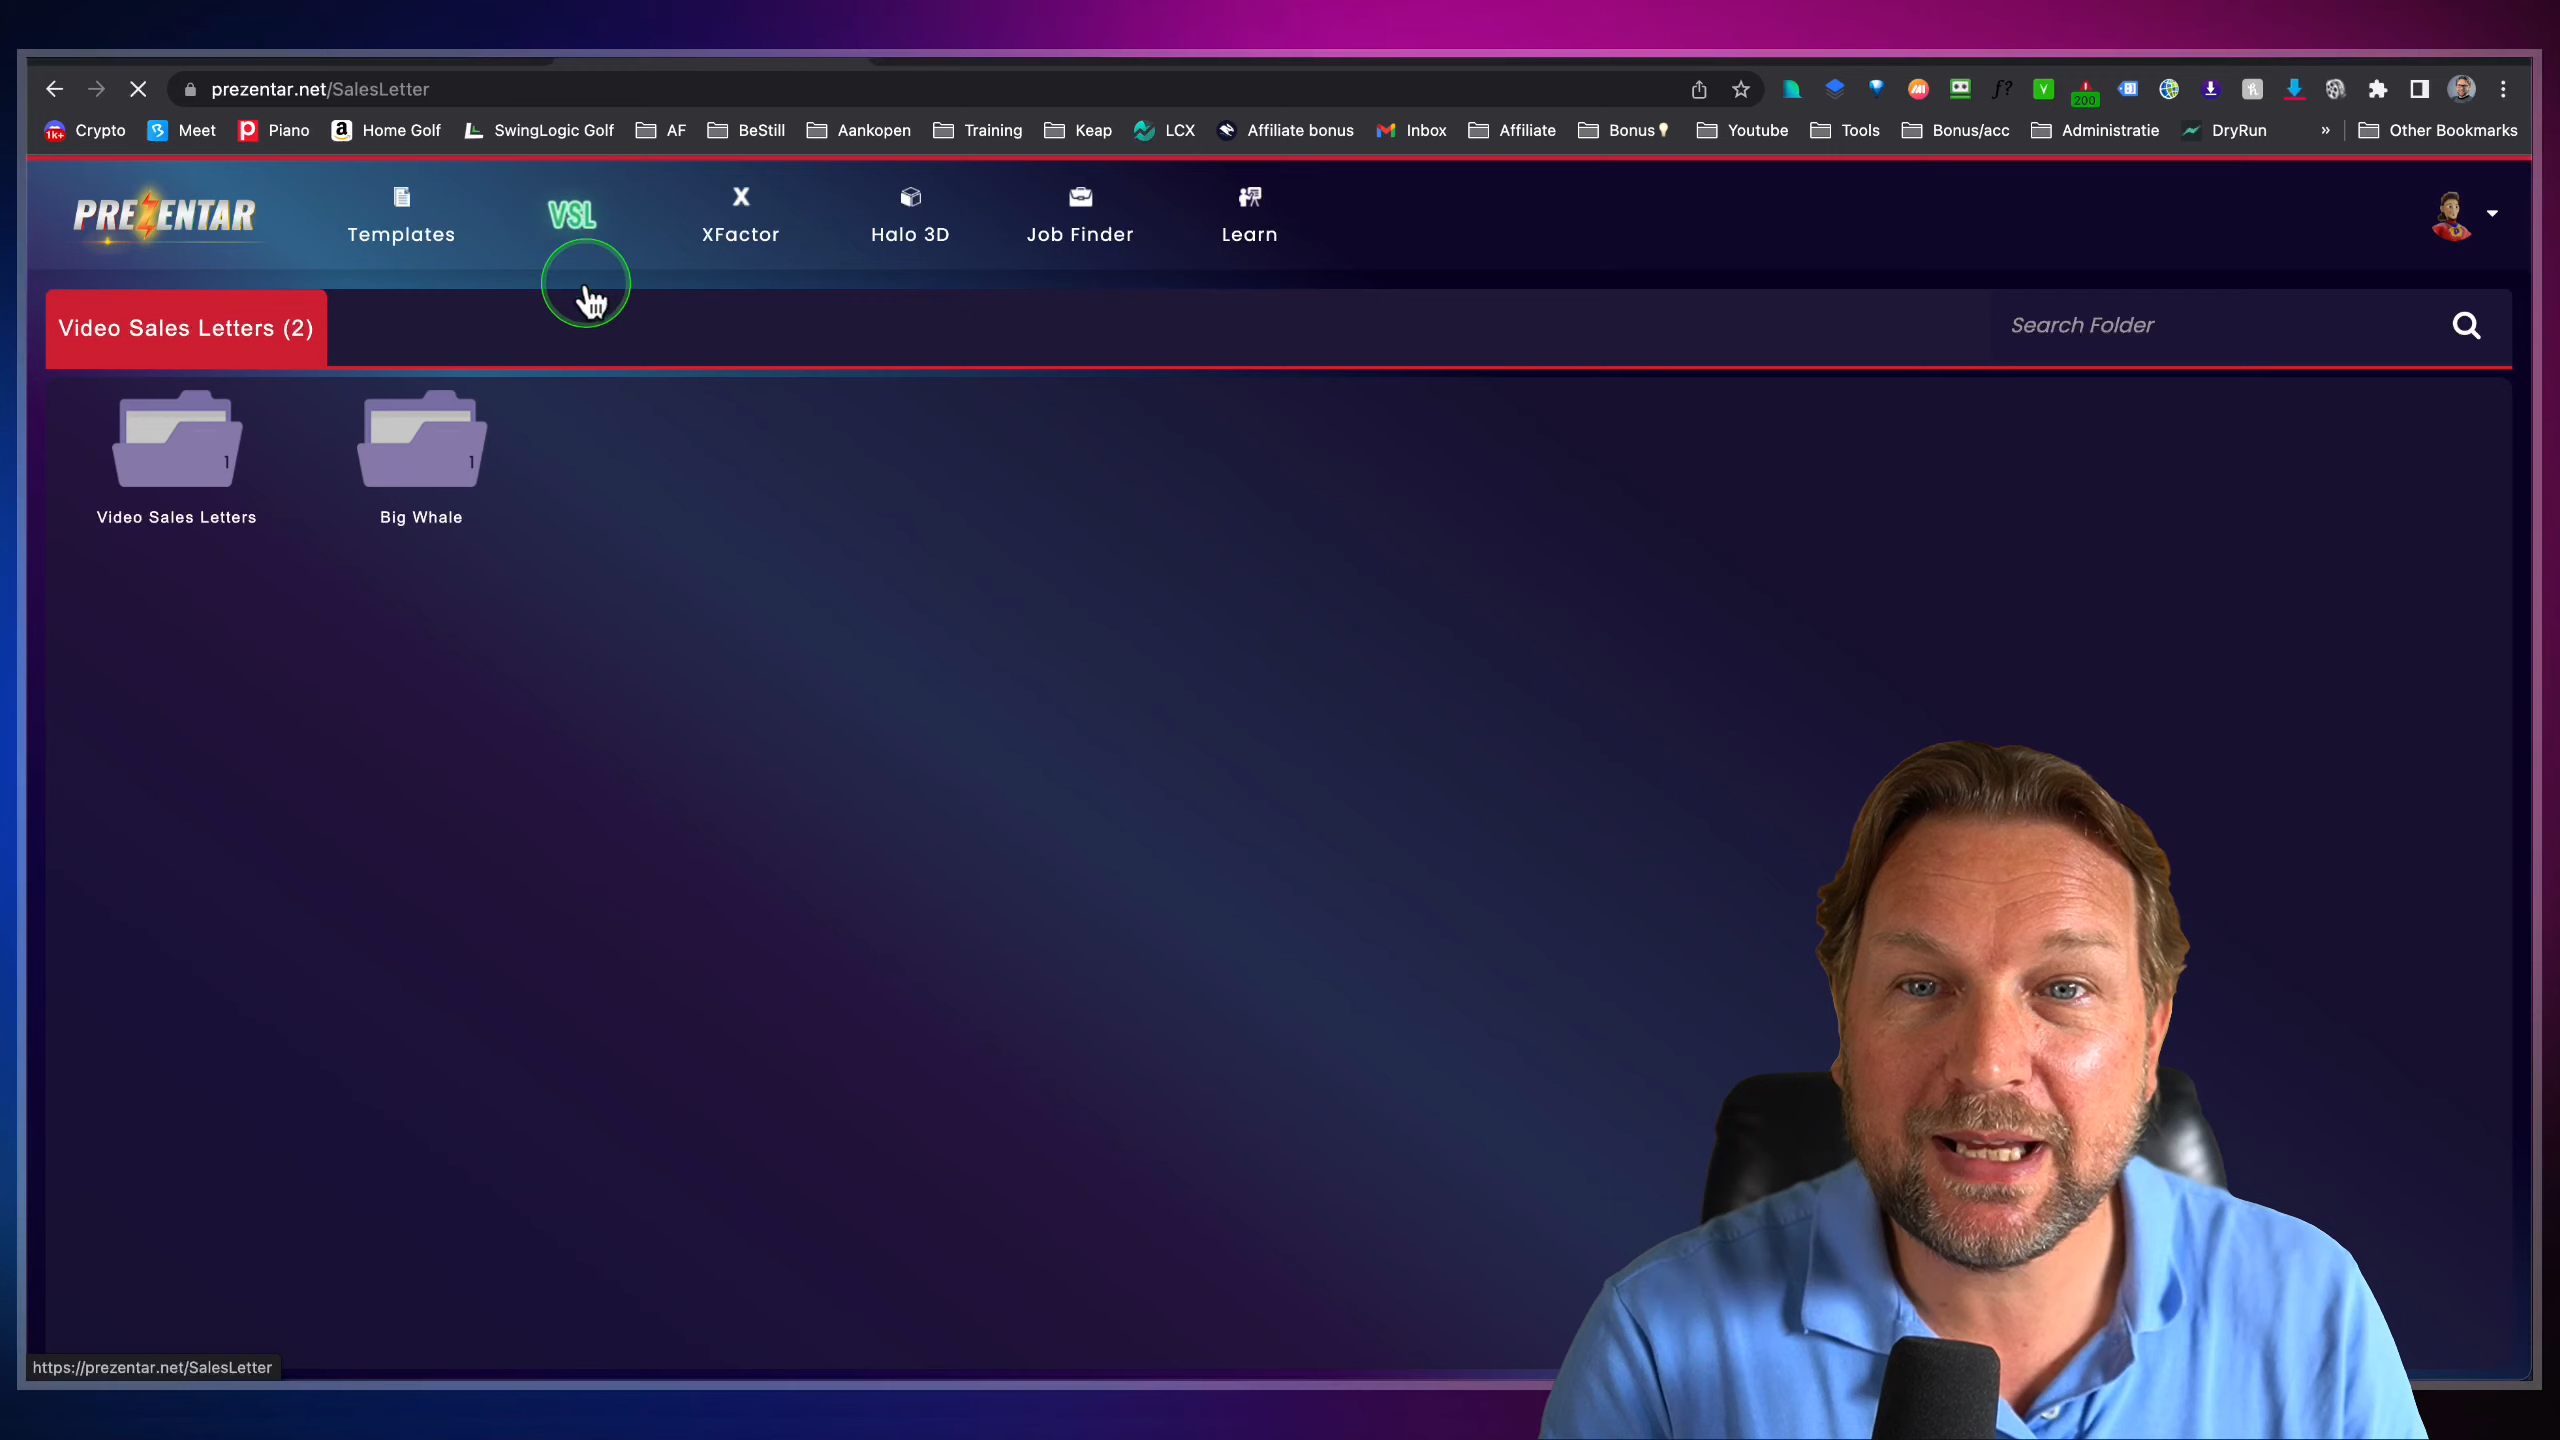 prezentar.net/SalesLetter
200
1k+ Crypto Meet Piano Home Golf SwingLogic Golf AF BeStill Aankopen Training Keap LCX Affiliate bonus Inbox Affiliate Bonus Youtube Tools Bonus/acc Administratie DryRun » Other Bookmarks
PREZENTAR
Templates
VSL
XFactor
Halo 3D
Job Finder
Learn
Video Sales Letters (2)
Search Folder
1
Video Sales Letters
1
Big Whale
https://prezentar.net/SalesLetter